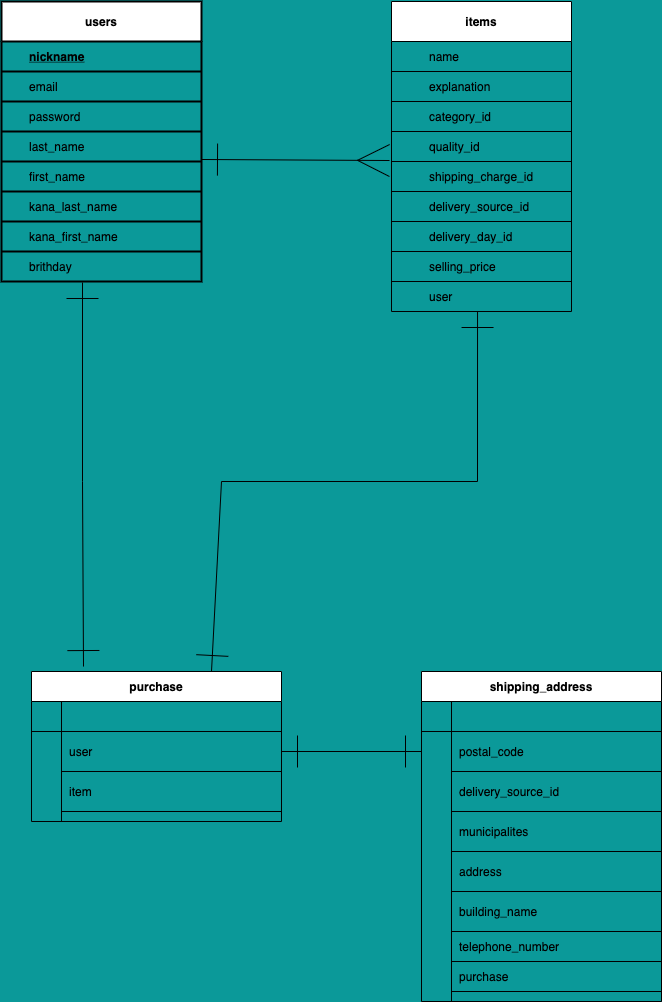 users
nickname
email
password
last_name
first_name
kana_last_name
kana_first_name
brithday
items
name
explanation
category_id
quality_id
shipping_charge_id
delivery_source_id
delivery_day_id
selling_price
user
purchase
user
item
shipping_address
postal_code
delivery_source_id
municipalites
address
building_name
telephone_number
purchase